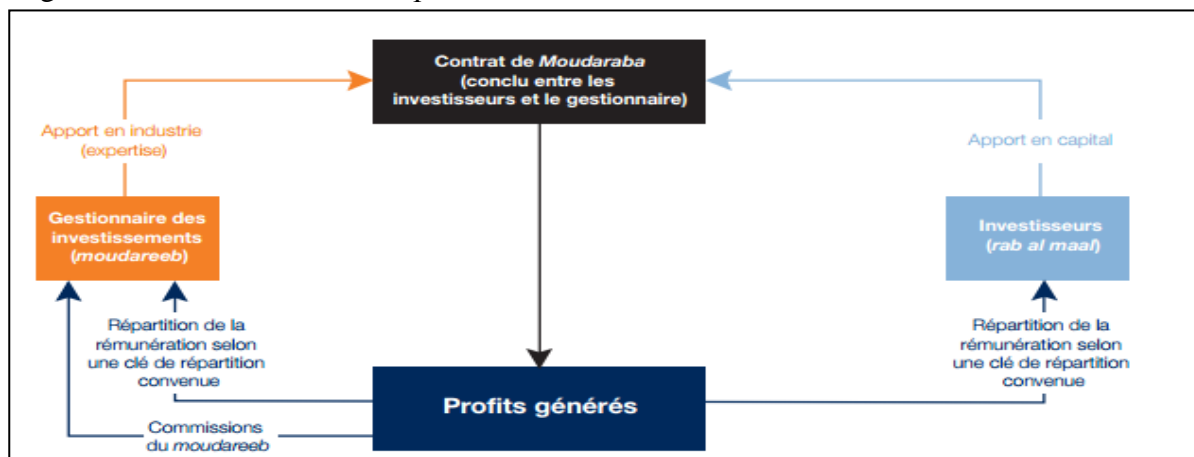 Contrat de Moudaraba
(conclu entre les
investisseurs et le gestionnaire)
Apport en industrie
(expertise)
Apport en capital
Gestionnaire des
investissements
(moudareeb)
Investisseurs
(rab al maal)
Répartition de la
rémunération selon
une clé de répartition
convenue
Répartition de la
rémunération selon
une clé de répartition
convenue
Profits générés
Commissions
du moudareeb